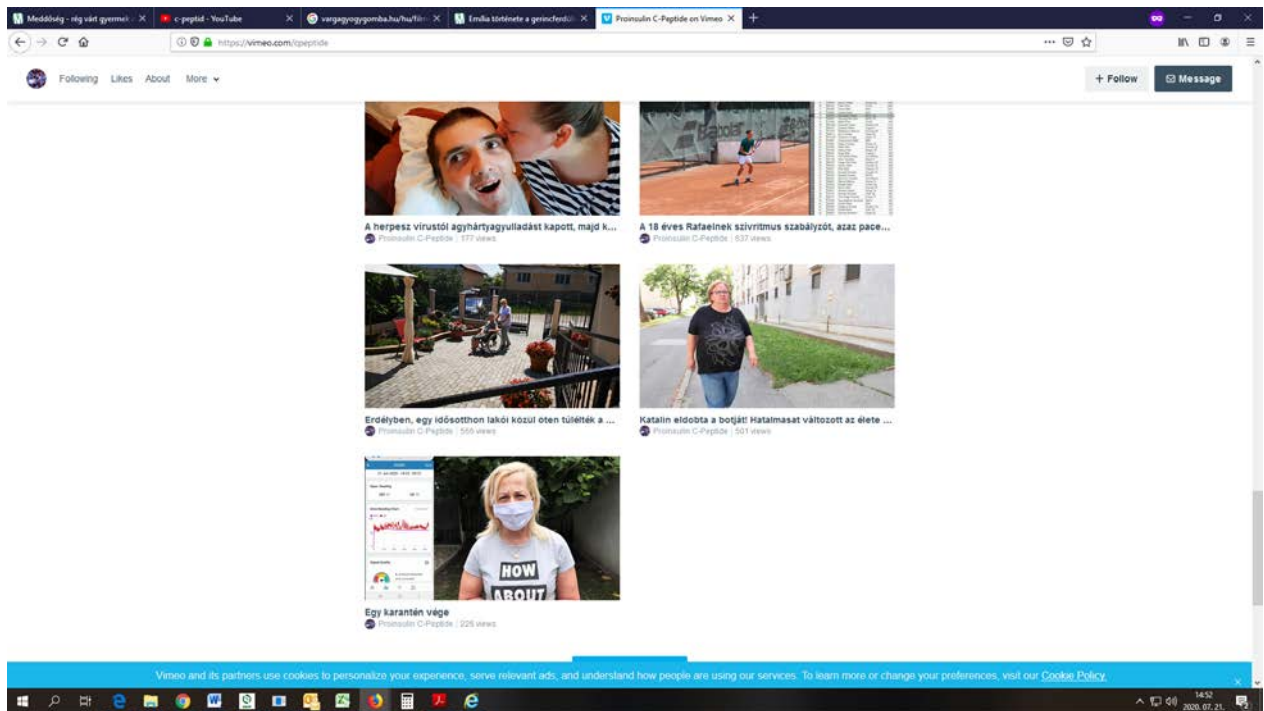 Meddőség - rég várt gyermek
c-peptid - YouTube
vargagyogygomba.hu/hu/film
Emília története a gerincferdü
Proinsulin C-Peptide on Vimeo
https://vimeo.com/cpeptide
Following Likes About More
+ Follow
Message
Babolat
A herpesz vírustól agyhártyagyulladást kapott, majd k...
Proinsulin C-Peptide | 177 views
A 18 éves Rafaelnek szívritmus szabályzót, azaz pace...
Proinsulin C-Peptide | 637 views
Erdélyben, egy idősotthon lakói közül öten túlélték a ...
Proinsulin C-Peptide | 555 views
Katalin eldobta a botját! Hatalmasat változott az élete ...
Proinsulin C-Peptide | 501 views
HOW
ABOUT
Egy karantén vége
Proinsulin C-Peptide | 226 views
Vimeo and its partners use cookies to personalize your experience, serve relevant ads, and understand how people are using our services. To learn more or change your preferences, visit our Cookie Policy.
14:52
2020. 07. 21.